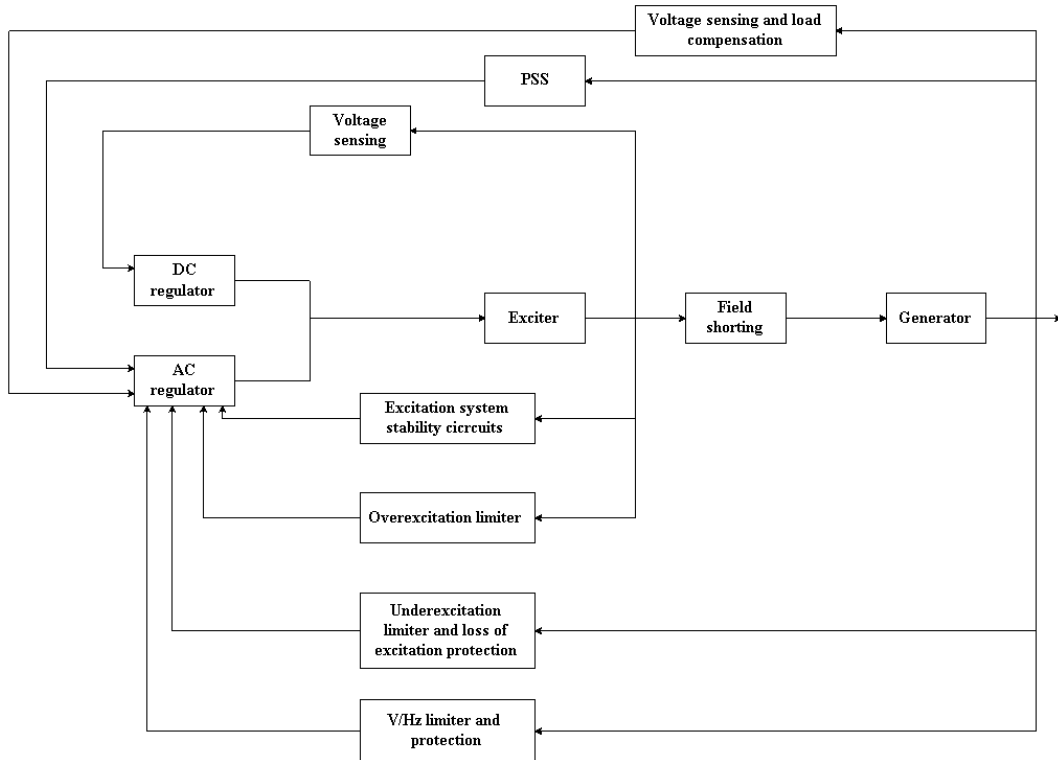 Voltage sensing and load
compensation
PSS
Voltage
sensing
DC
regulator
Exciter
Field
shorting
Generator
AC
regulator
Excitation system
stability cicrcuits
Overexcitation limiter
Underexcitation
limiter and loss of
excitation protection
V/Hz limiter and
protection